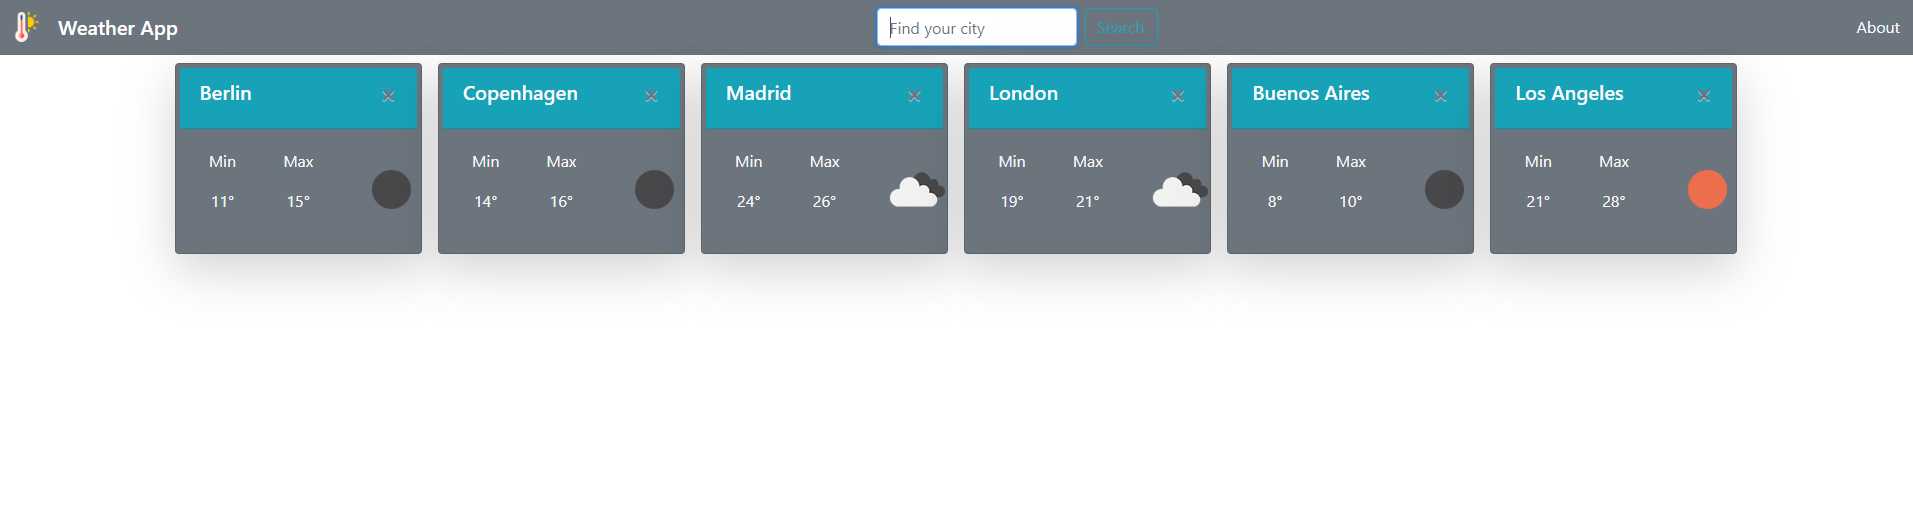 Weather App
Find your city
Search
About
Berlin ×
Min Max
11° 15°
Copenhagen ×
Min Max
14° 16°
Madrid ×
Min Max
24° 26°
London ×
Min Max
19° 21°
Buenos Aires ×
Min Max
8° 10°
Los Angeles ×
Min Max
21° 28°